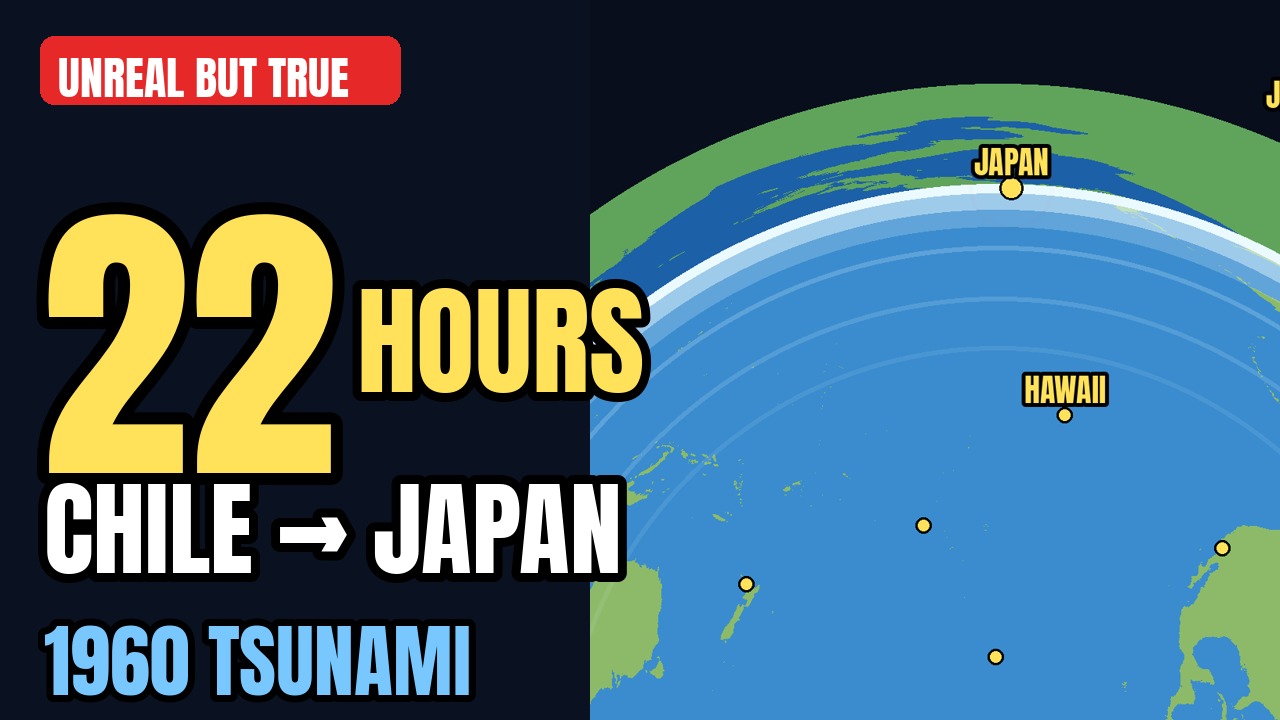 UNREAL BUT TRUE
22 HOURS
CHILE → JAPAN
1960 TSUNAMI
JAPAN
HAWAII